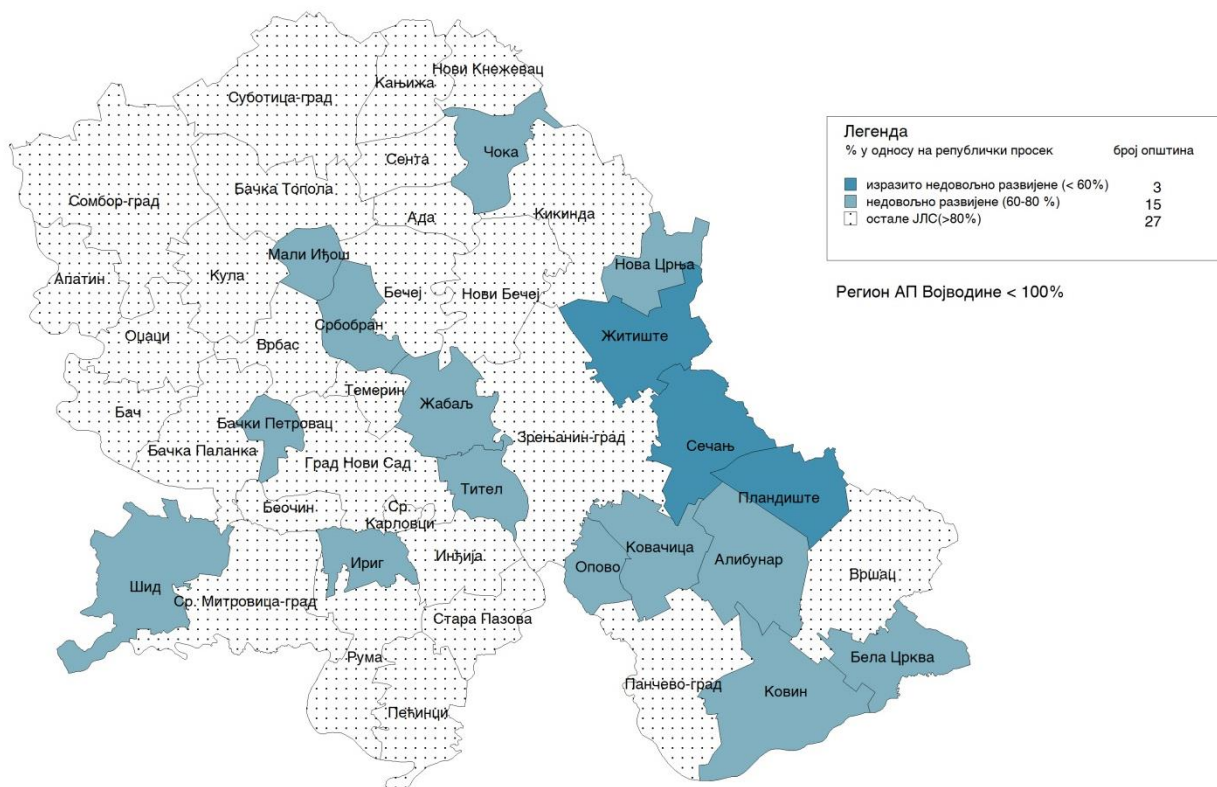 Нови Кнежевац
Кањижа
Суботица-град
Чока
Сента
Бачка Топола
Сомбор-град
Ада
Кикинда
Мали Иђош
Нова Црња
Кула
Апатин
Бечеј
Нови Бечеј
Србобран
Житиште
Оџаци
Врбас
Темерин
Жабаљ
Бач
Бачки Петровац
Зрењанин-град
Сечањ
Бачка Паланка
Град Нови Сад
Тител
Пландиште
Беочин
Ср.
Карловци
Ковачица
Инђија
Ириг
Опово
Алибунар
Вршац
Шид
Ср. Митровица-град
Стара Пазова
Рума
Бела Црква
Панчево-град
Ковин
Пећинци
Легенда
% у односу на републички просек број општина
изразито недовољно развијене (< 60%) 3
недовољно развијене (60-80 %) 15
остале ЈЛС(>80%) 27
Регион АП Војводине < 100%